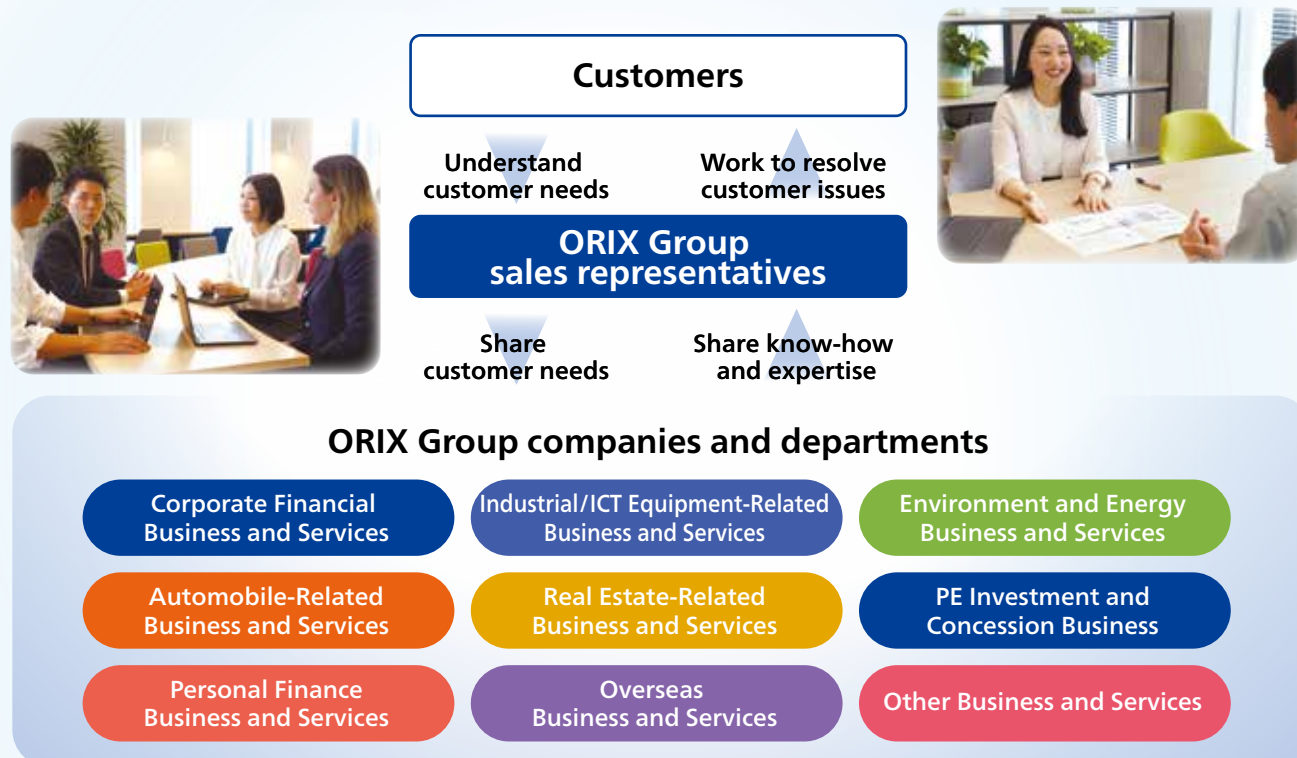 Customers
Understand
customer needs
Work to resolve
customer issues
ORIX Group
sales representatives
Share
customer needs
Share know-how
and expertise
ORIX Group companies and departments
Corporate Financial
Business and Services
Industrial/ICT Equipment-Related
Business and Services
Environment and Energy
Business and Services
Automobile-Related
Business and Services
Real Estate-Related
Business and Services
PE Investment and
Concession Business
Personal Finance
Business and Services
Overseas
Business and Services
Other Business and Services